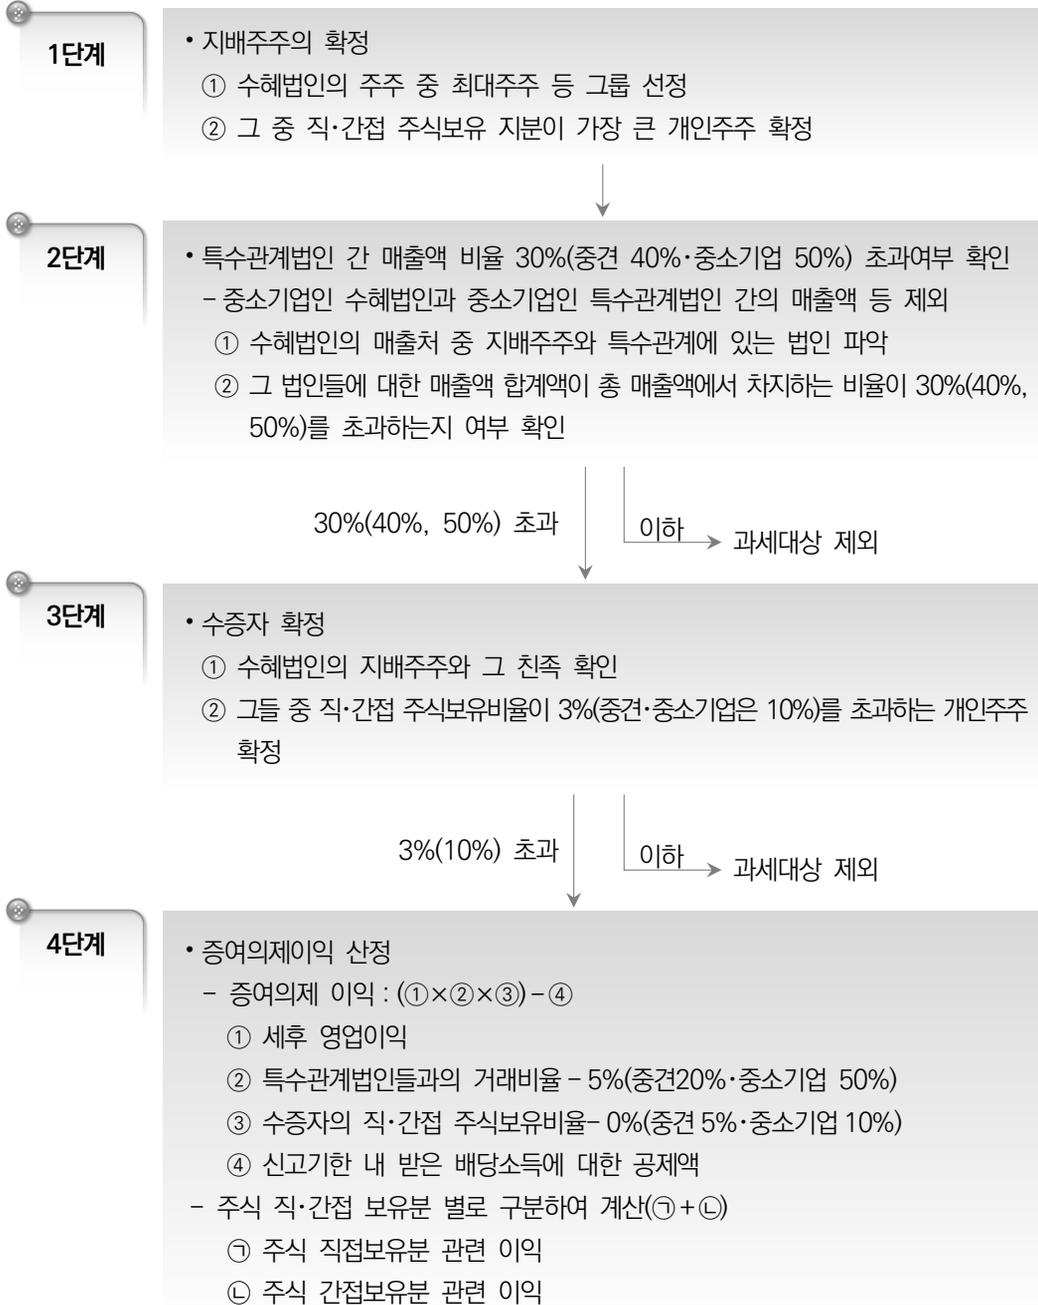 1단계
• 지배주주의 확정
① 수혜법인의 주주 중 최대주주 등 그룹 선정
② 그 중 직·간접 주식보유 지분이 가장 큰 개인주주 확정
2단계
• 특수관계법인 간 매출액 비율 30%(중견 40%·중소기업 50%) 초과여부 확인
- 중소기업인 수혜법인과 중소기업인 특수관계법인 간의 매출액 등 제외
① 수혜법인의 매출처 중 지배주주와 특수관계에 있는 법인 파악
② 그 법인들에 대한 매출액 합계액이 총 매출액에서 차지하는 비율이 30%(40%,
50%)를 초과하는지 여부 확인
30%(40%, 50%) 초과
이하
과세대상 제외
3단계
• 수증자 확정
① 수혜법인의 지배주주와 그 친족 확인
② 그들 중 직·간접 주식보유비율이 3%(중견·중소기업은 10%)를 초과하는 개인주주
확정
3%(10%) 초과
이하
과세대상 제외
4단계
• 증여의제이익 산정
- 증여의제 이익 : (①×②×③)-④
① 세후 영업이익
② 특수관계법인들과의 거래비율 - 5%(중견20%·중소기업 50%)
③ 수증자의 직·간접 주식보유비율- 0%(중견 5%·중소기업 10%)
④ 신고기한 내 받은 배당소득에 대한 공제액
- 주식 직·간접 보유분 별로 구분하여 계산(㉠+㉡)
㉠ 주식 직접보유분 관련 이익
㉡ 주식 간접보유분 관련 이익